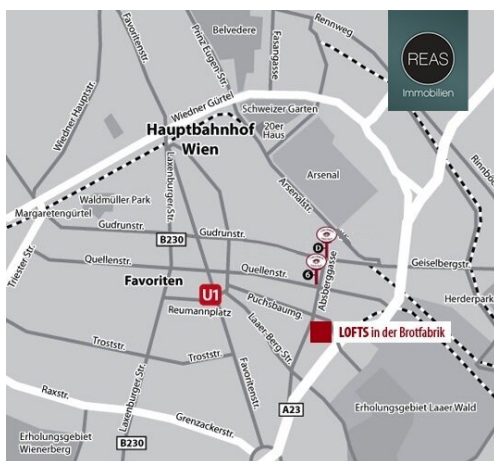 Rennweg
Favoritenstr.
Prinz Eugen-Str.
Belvedere
Fasangasse
REAS
Immobilien
Wiedner Hauptstr.
Wiedner Gürtel
Schweizer Garten
Hauptbahnhof
Wien
20er
Haus
Arsenal
Laxenburger-Str.
Arsenalstr.
Waldmüller Park
Margaretengürtel
Gudrunstr.
B230
Gudrunstr.
D
Geiselbergstr.
Triester Str.
Quellenstr.
Quellenstr.
6
Absberggasse
Favoriten
U1
Reumannplatz
Puchsbaumg.
Herderpark
Laaer-Berg-Str.
LOFTS in der Brotfabrik
Troststr.
Troststr.
Favoritenstr.
Raxstr.
Laxenburger Str.
A23
Grenzackerstr.
Erholungsgebiet Laaer Wald
Erholungsgebiet
Wienerberg
B230